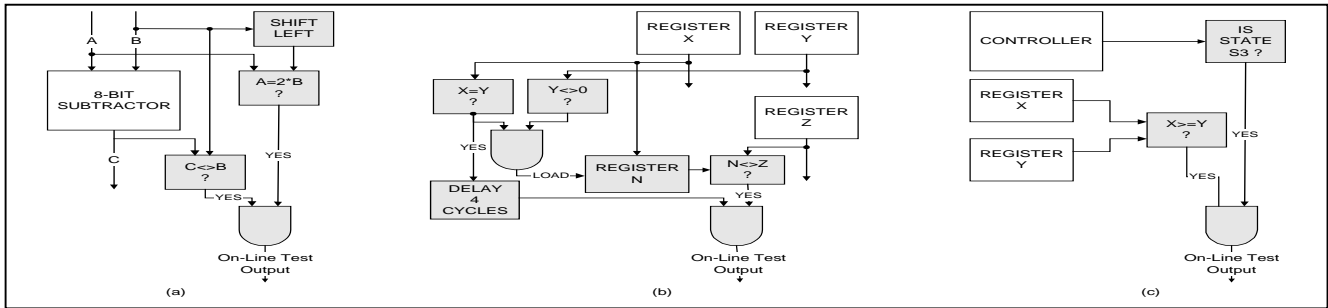 A
B
SHIFT
LEFT
8-BIT
SUBTRACTOR
A=2*B
?
C
C<>B
?
YES
YES
On-Line Test
Output
(a)
REGISTER
X
REGISTER
Y
X=Y
?
Y<>0
?
REGISTER
Z
YES
LOAD
REGISTER
N
N<>Z
?
DELAY
4
CYCLES
YES
On-Line Test
Output
(b)
CONTROLLER
IS
STATE
S3 ?
REGISTER
X
X>=Y
?
REGISTER
Y
YES
YES
On-Line Test
Output
(c)